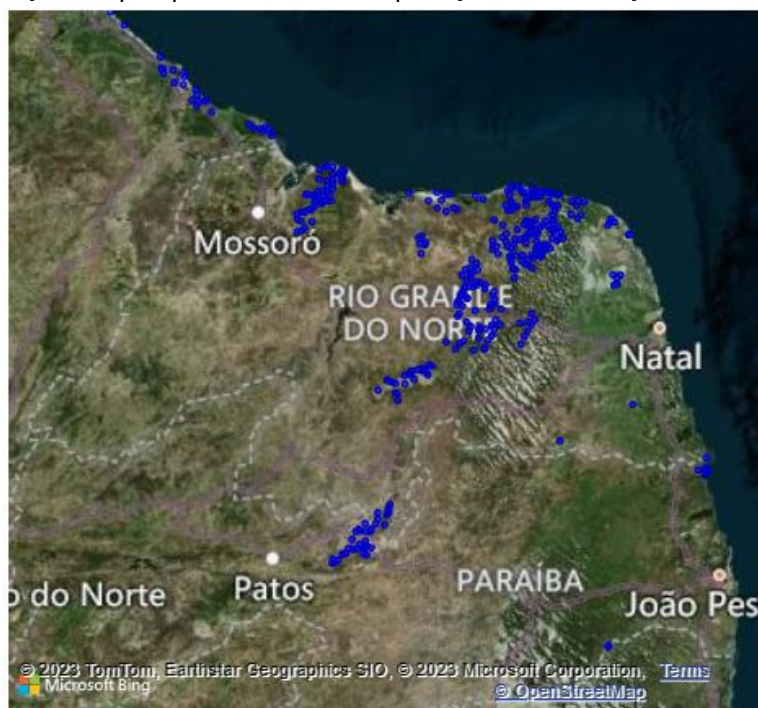 Mossoró
RIO GRANDE
DO NORTE
Natal
Patos
PARAÍBA
o do Norte
João Pes
© 2023 TomTom, Earthstar Geographics SIO, © 2023 Microsoft Corporation, Terms
Microsoft Bing
© OpenStreetMap